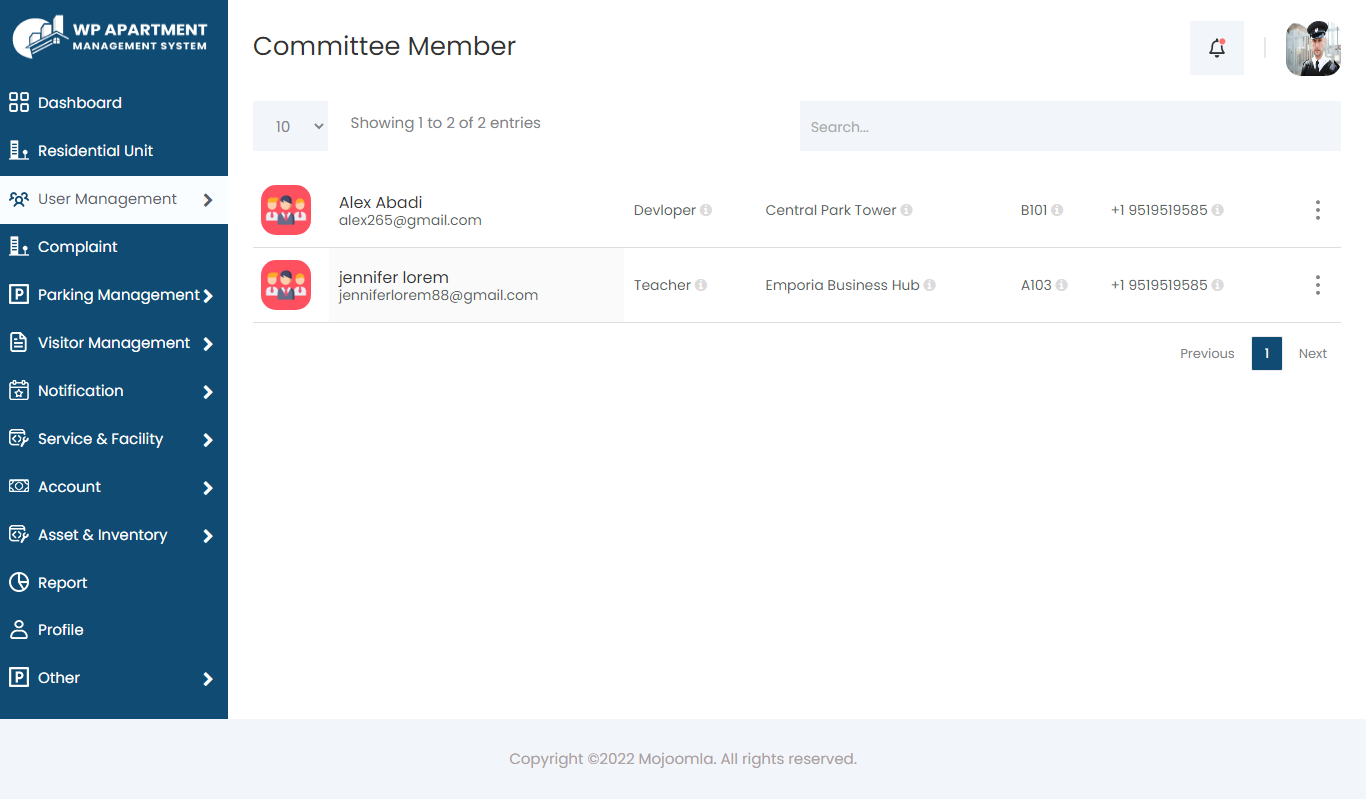 WP APARTMENT
MANAGEMENT SYSTEM
Dashboard
Residential Unit
User Management
Complaint
Parking Management
Visitor Management
Notification
Service & Facility
Account
Asset & Inventory
Report
Profile
Other
Committee Member
10
Showing 1 to 2 of 2 entries
Search...
Alex Abadi
alex265@gmail.com
Devloper
Central Park Tower
B101
+1 9519519585
jennifer lorem
jenniferlorem88@gmail.com
Teacher
Emporia Business Hub
A103
+1 9519519585
Previous
1
Next
Copyright ©2022 Mojoomla. All rights reserved.